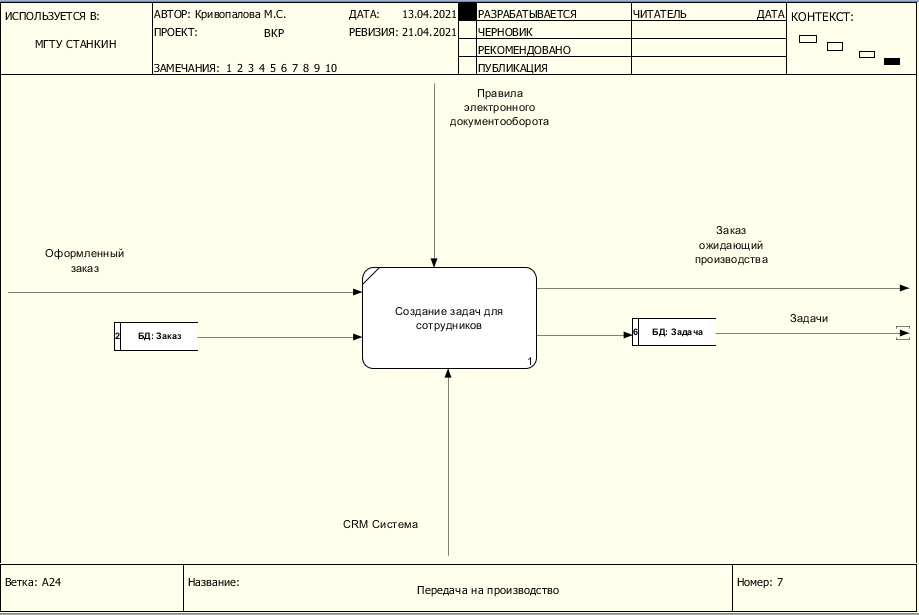 ИСПОЛЬЗУЕТСЯ В:
МГТУ СТАНКИН
АВТОР: Кривопалова М.С.
ДАТА: 13.04.2021
ПРОЕКТ: ВКР
РЕВИЗИЯ: 21.04.2021
ЗАМЕЧАНИЯ: 1 2 3 4 5 6 7 8 9 10
РАЗРАБАТЫВАЕТСЯ
ЧЕРНОВИК
РЕКОМЕНДОВАНО
ПУБЛИКАЦИЯ
ЧИТАТЕЛЬ ДАТА
КОНТЕКСТ:
Правила
электронного
документооборота
Оформленный
заказ
Заказ
ожидающий
производства
Создание задач для
сотрудников
1
2 БД: Заказ
6 БД: Задача
Задачи
CRM Система
Ветка: A24
Название:
Передача на производство
Номер: 7